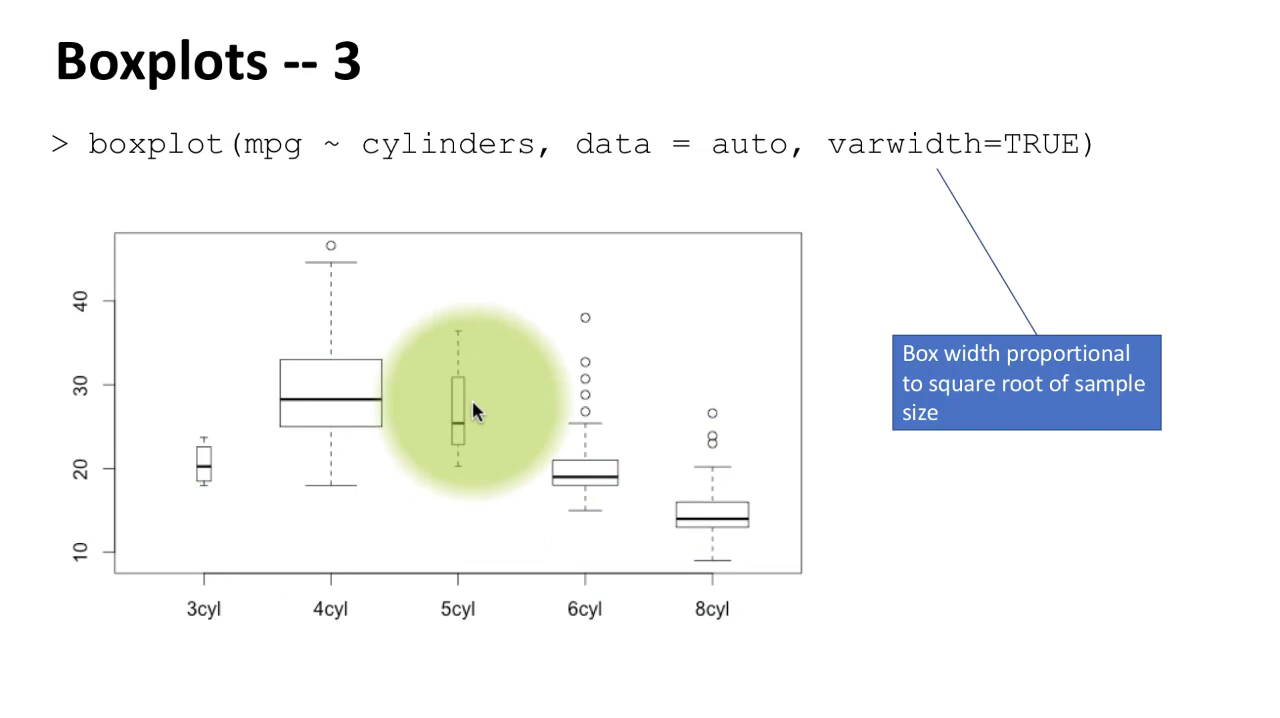 Boxplots -- 3
> boxplot(mpg ~ cylinders, data = auto, varwidth=TRUE)
40
30
20
10
3cyl 4cyl 5cyl 6cyl 8cyl
Box width proportional
to square root of sample
size